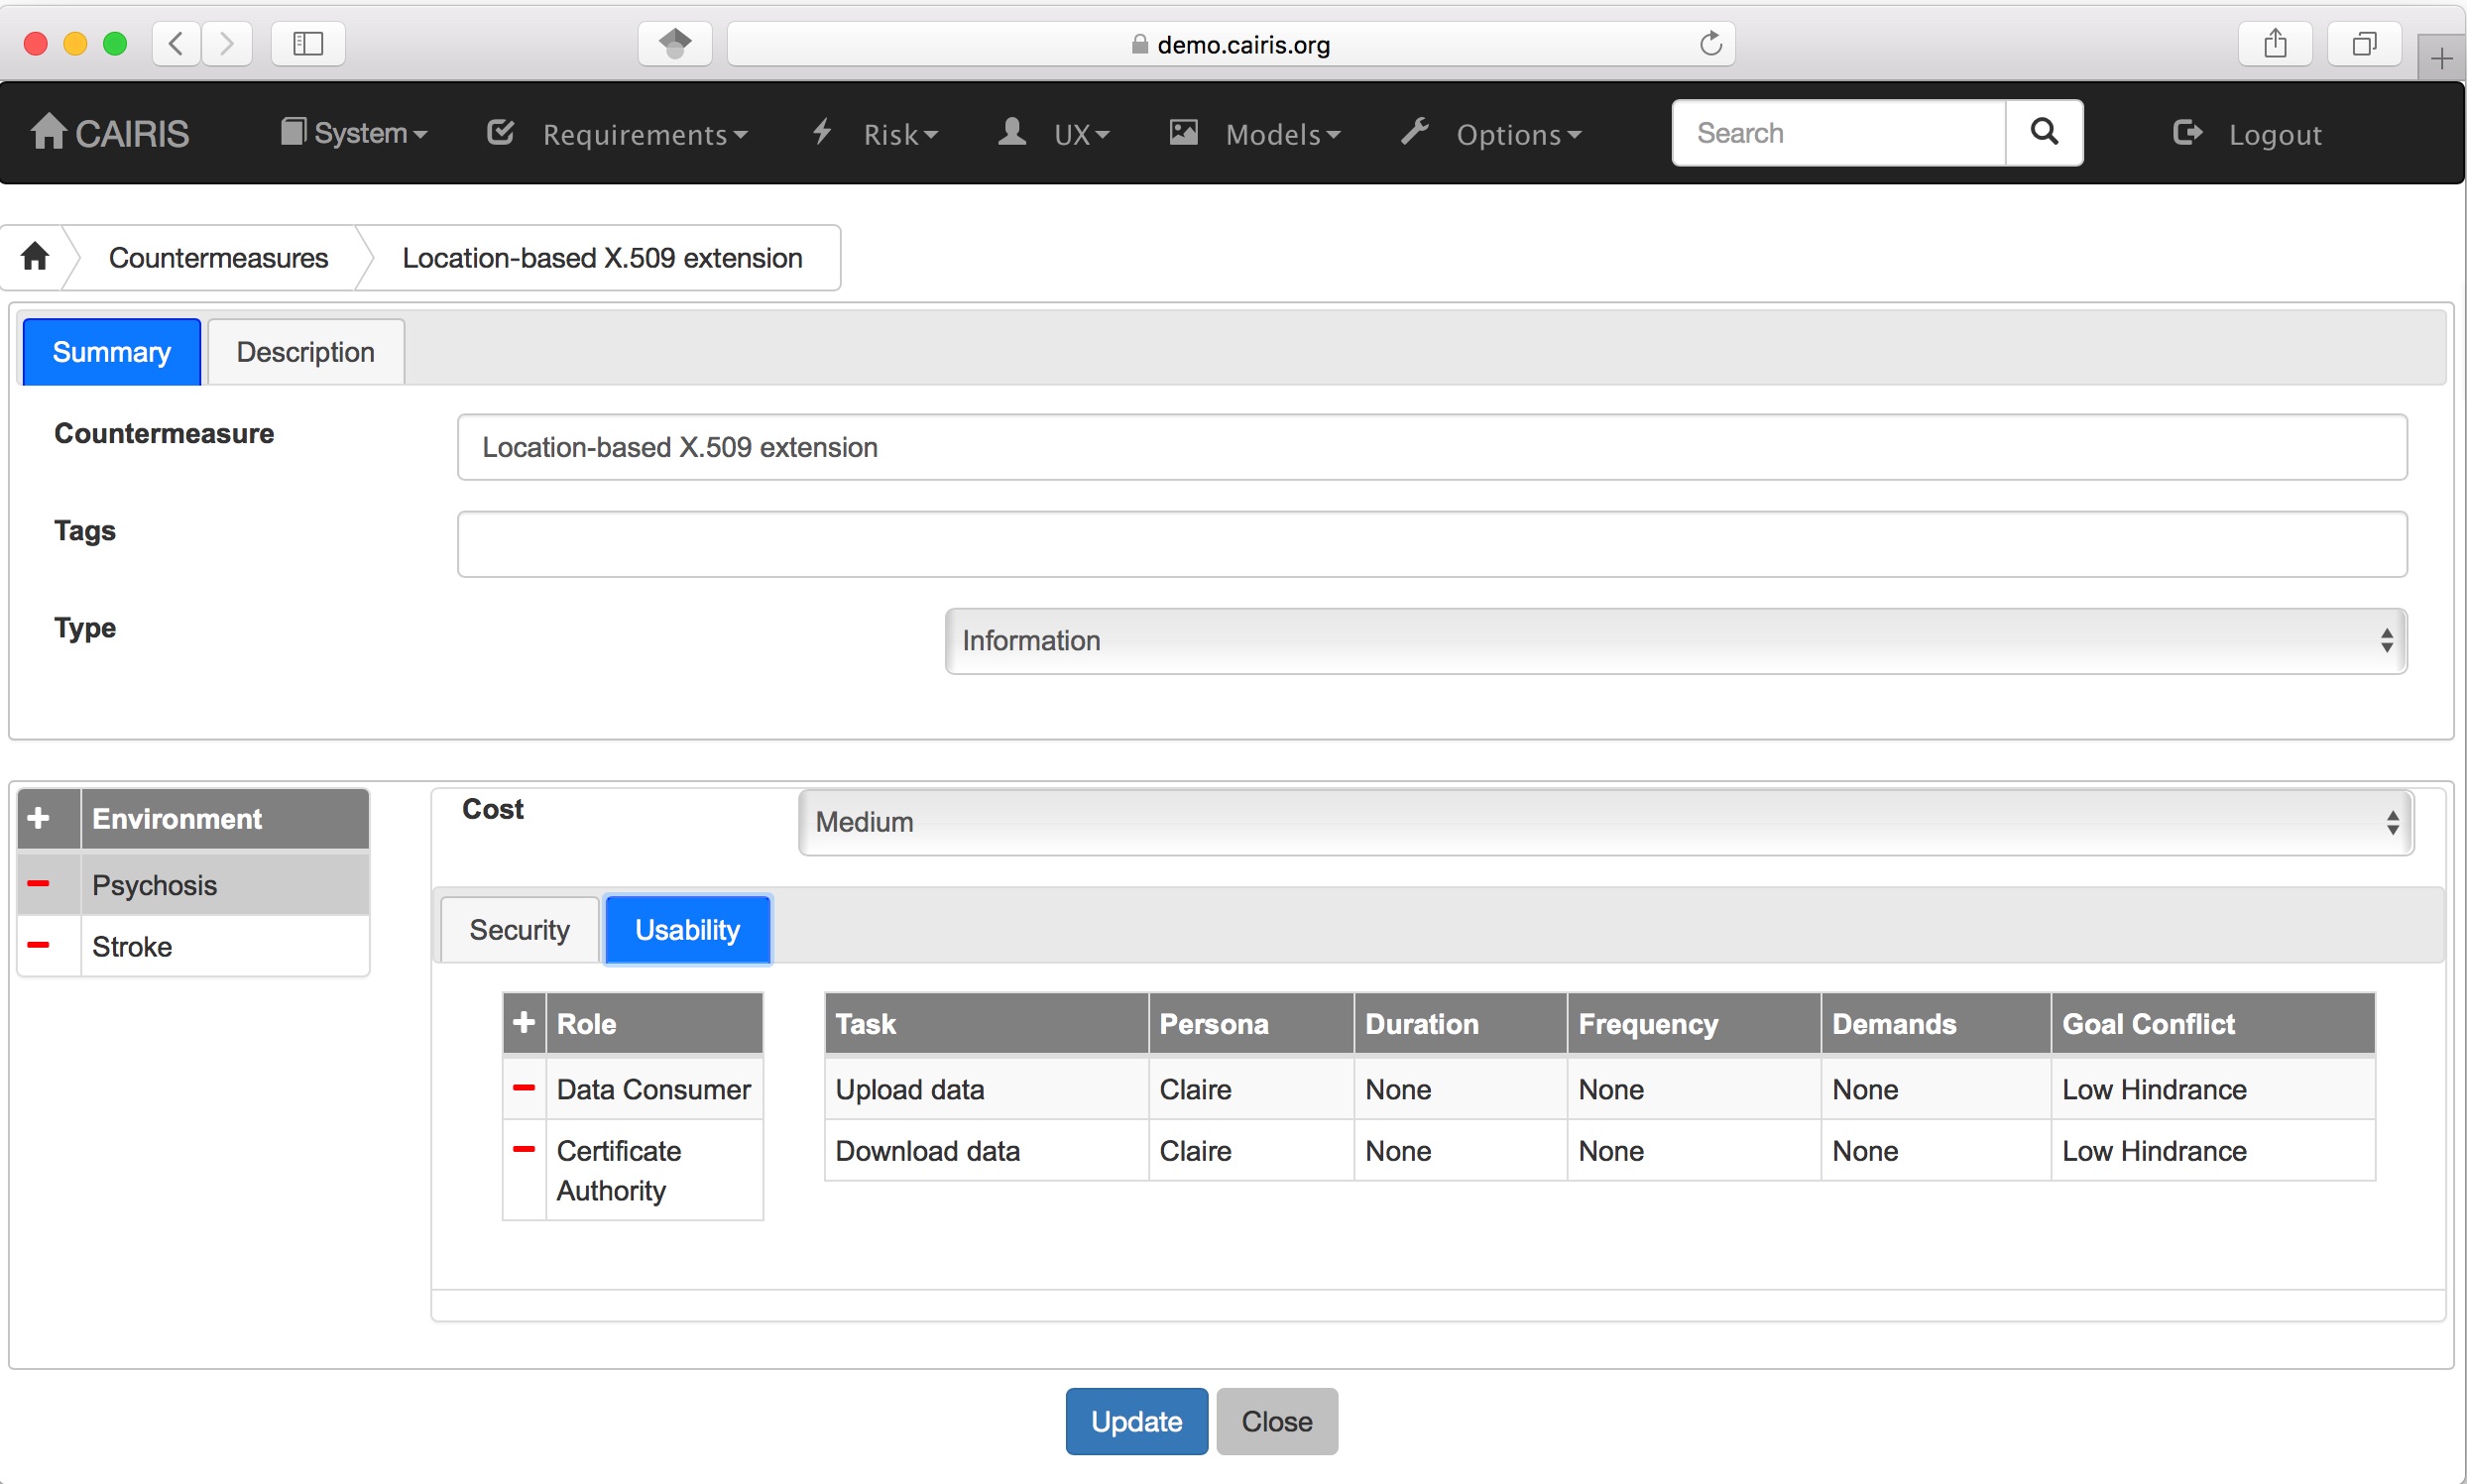 demo.cairis.org
CAIRIS System Requirements Risk UX Models Options Search Logout
Countermeasures Location-based X.509 extension
Summary Description
Countermeasure Location-based X.509 extension
Tags
Type Information
Environment
Psychosis
Stroke
Cost Medium
Security Usability
Role
Data Consumer
Certificate
Authority
Task Persona Duration Frequency Demands Goal Conflict
Upload data Claire None None None Low Hindrance
Download data Claire None None None Low Hindrance
Update Close